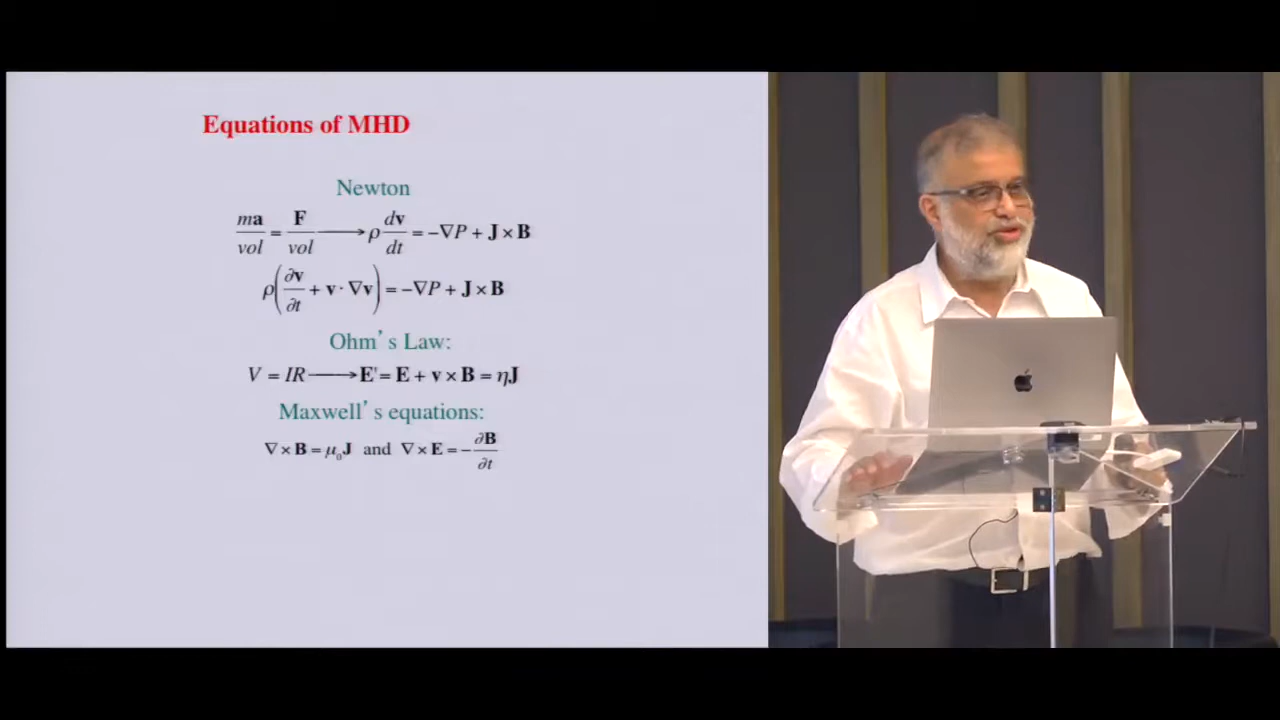 Equations of MHD
Newton
ma/vol = F/vol ⟶ ρ dv/dt = −∇P + J × B
ρ(∂v/∂t + v · ∇v) = −∇P + J × B
Ohm's Law:
V = IR ⟶ E' = E + v × B = ηJ
Maxwell's equations:
∇ × B = μ₀J and ∇ × E = −∂B/∂t